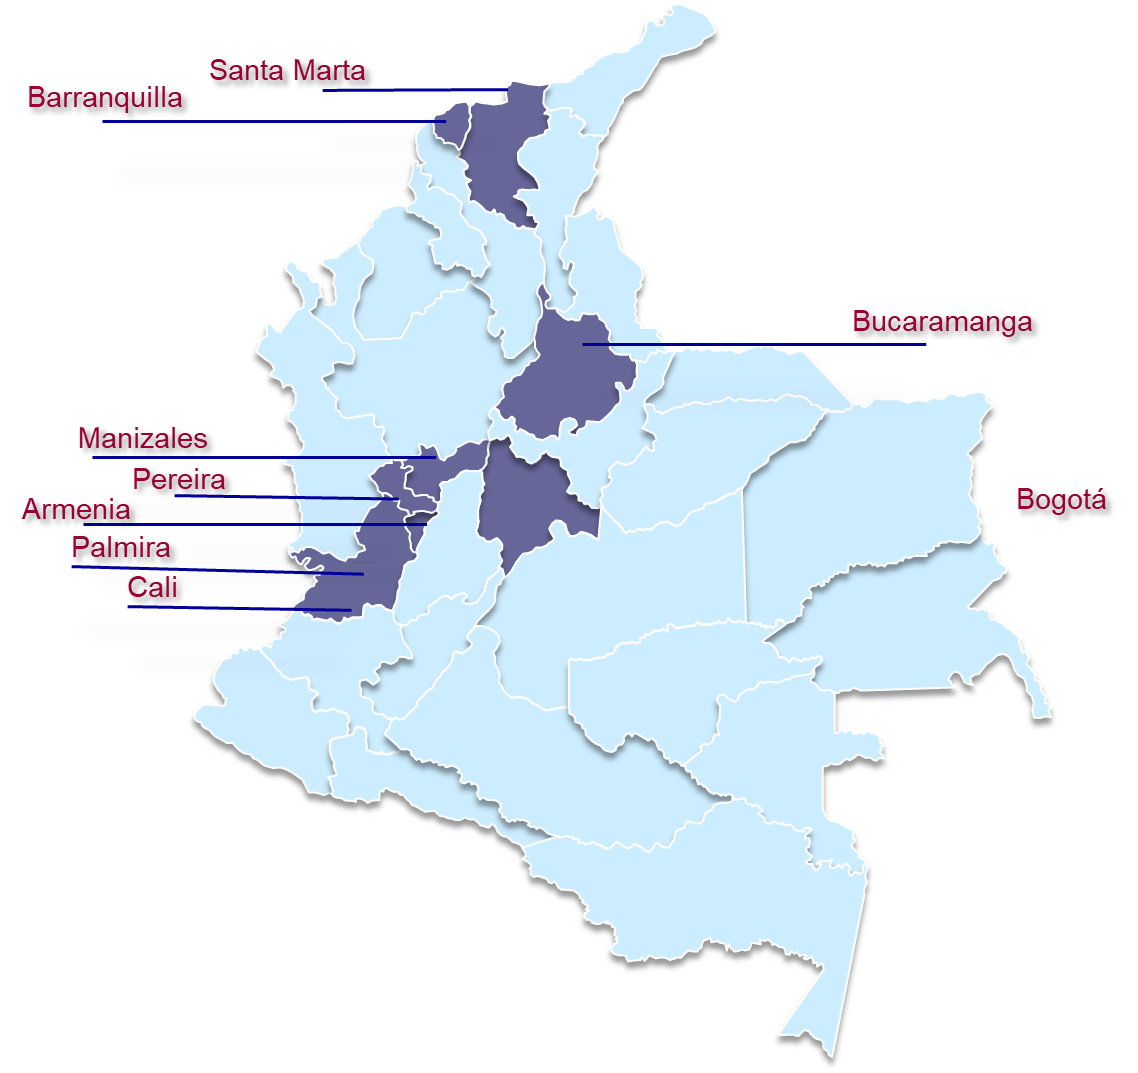 Santa Marta
Barranquilla
Bucaramanga
Manizales
Pereira
Bogotá
Armenia
Palmira
Cali